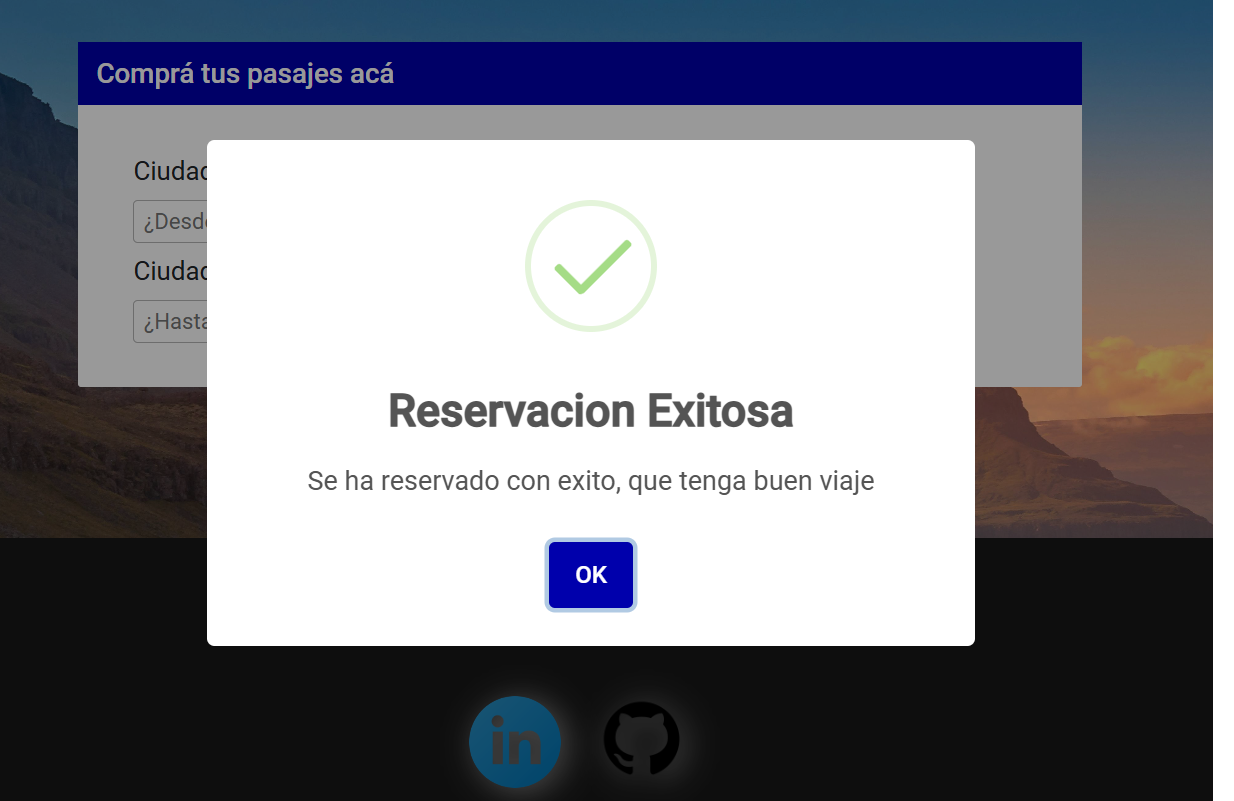 Comprá tus pasajes acá
Ciudad
¿Desde
Ciudad
¿Hasta
Reservacion Exitosa
Se ha reservado con exito, que tenga buen viaje
OK
in